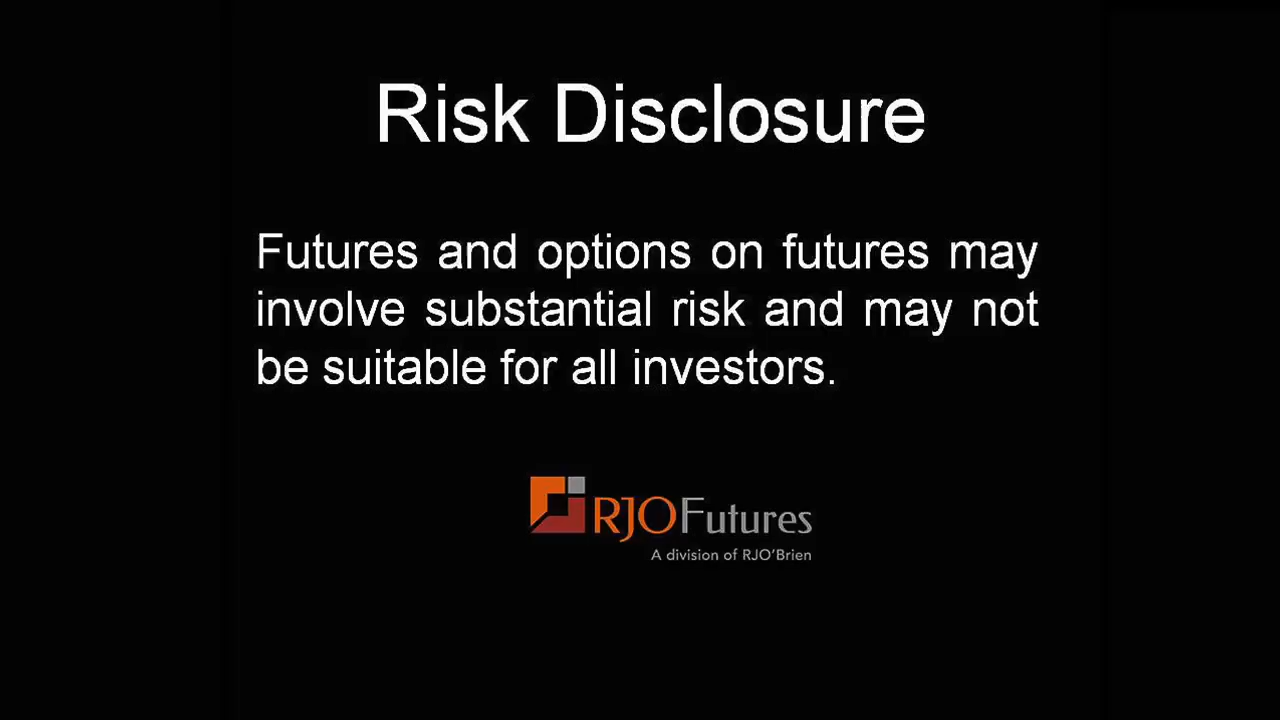 Risk Disclosure
Futures and options on futures may
involve substantial risk and may not
be suitable for all investors.
RJOFutures
A division of RJO'Brien